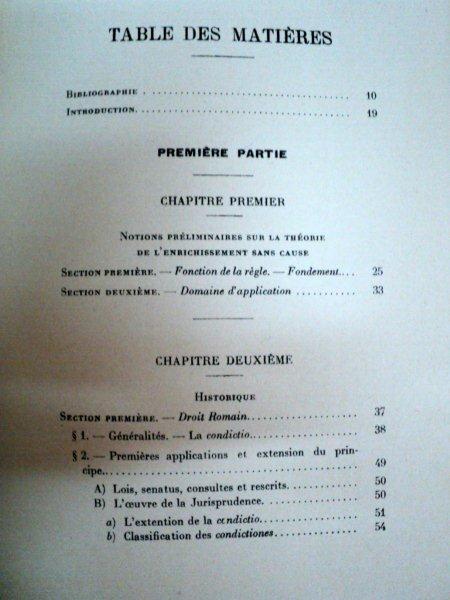 TABLE DES MATIÈRES
BIBLIOGRAPHIE . . . . . . . . . . . . . . . . . . . . . . . . . . . . . . 10
INTRODUCTION. . . . . . . . . . . . . . . . . . . . . . . . . . . . . . 19
PREMIÈRE PARTIE
CHAPITRE PREMIER
NOTIONS PRÉLIMINAIRES SUR LA THÉORIE
DE L'ENRICHISSEMENT SANS CAUSE
SECTION PREMIÈRE. — Fonction de la règle. — Fondement. . . . 25
SECTION DEUXIÈME. — Domaine d'application . . . . . . . . . . . 33
CHAPITRE DEUXIÈME
HISTORIQUE
SECTION PREMIÈRE. — Droit Romain. . . . . . . . . . . . . . . . . . . 37
§ 1. — Généralités. — La condictio. . . . . . . . . . . . . . . . . . . 38
§ 2. — Premières applications et extension du prin-
cipe. . . . . . . . . . . . . . . . . . . . . . . . . . . . . . . . . . . . 49
A) Lois, senatus, consultes et rescrits. . . . . . . . . . . . 50
B) L'œuvre de la Jurisprudence. . . . . . . . . . . . . . . . 50
a) L'extention de la condictio. . . . . . . . . . . . . . . . 51
b) Classification des condictiones. . . . . . . . . . . . . . 54